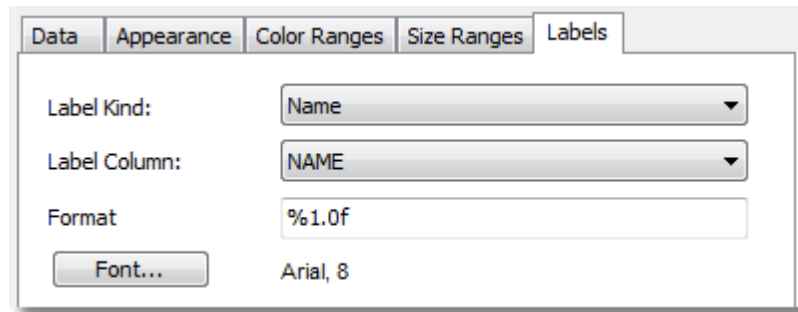 Data Appearance Color Ranges Size Ranges Labels
Label Kind: Name
Label Column: NAME
Format %1.0f
Font... Arial, 8